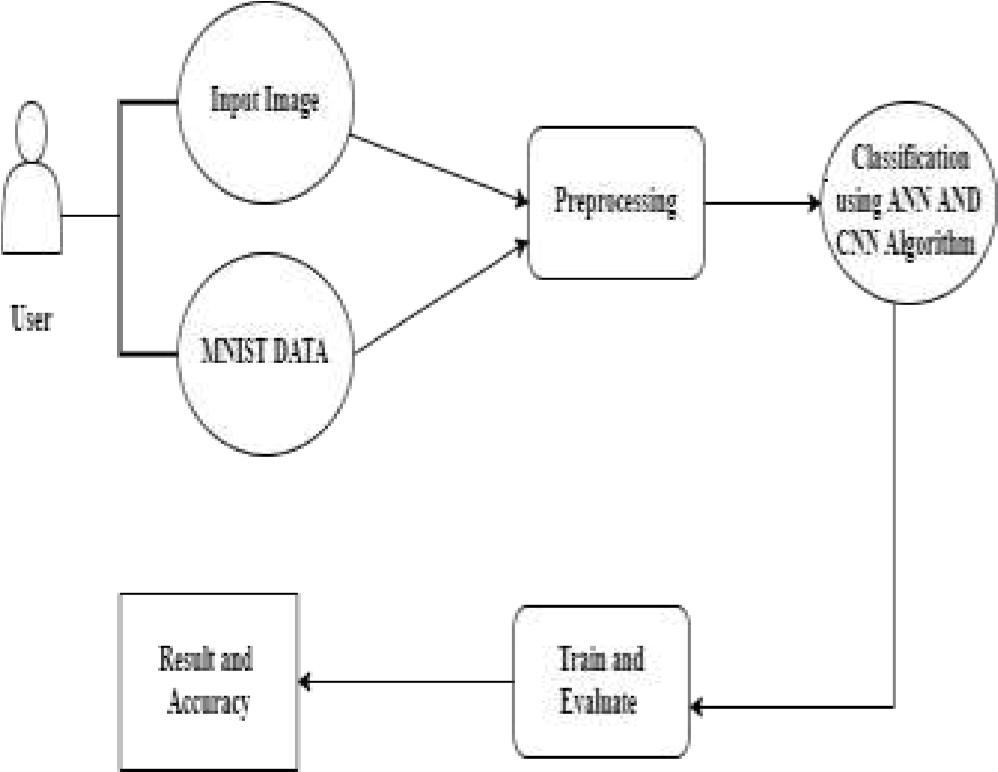 Input Image
User
MNIST DATA
Preprocessing
Classification
using ANN AND
CNN Algorithm
Train and
Evaluate
Result and
Accuracy